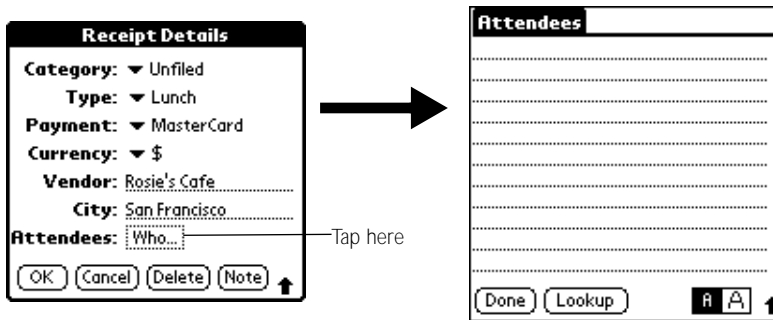 Receipt Details
Category: Unfiled
Type: Lunch
Payment: MasterCard
Currency: $
Vendor: Rosie's Cafe
City: San Francisco
Attendees: Who...
OK Cancel Delete Note
Tap here
Attendees
Done Lookup A A